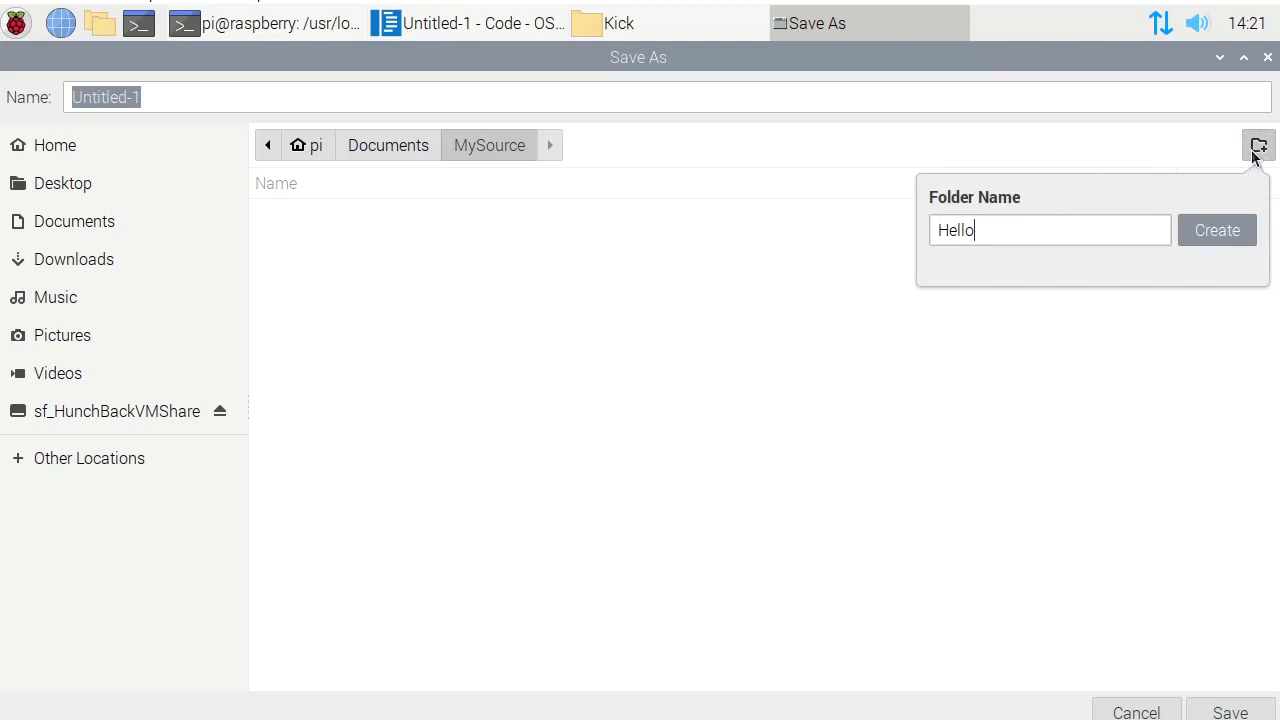 pi@raspberry: /usr/lo... Untitled-1 - Code - OS... Kick Save As 14:21
Save As
Name: Untitled-1
Home
Desktop
Documents
Downloads
Music
Pictures
Videos
sf_HunchBackVMShare
Other Locations
pi Documents MySource
Name
Folder Name
Hello Create
Cancel Save